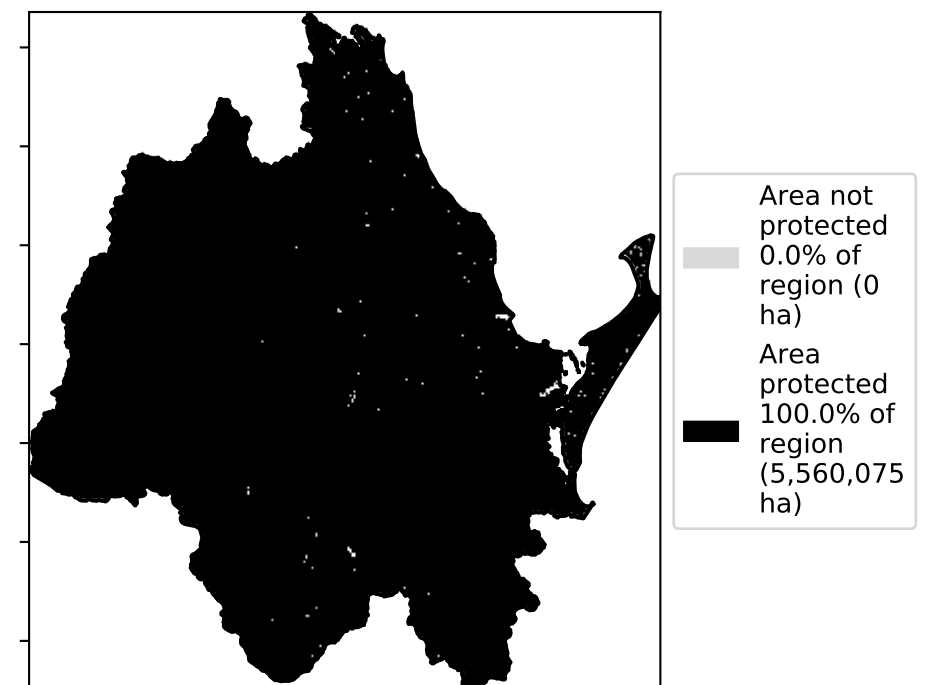 Area not
protected
0.0% of
region (0
ha)
Area
protected
100.0% of
region
(5,560,075
ha)